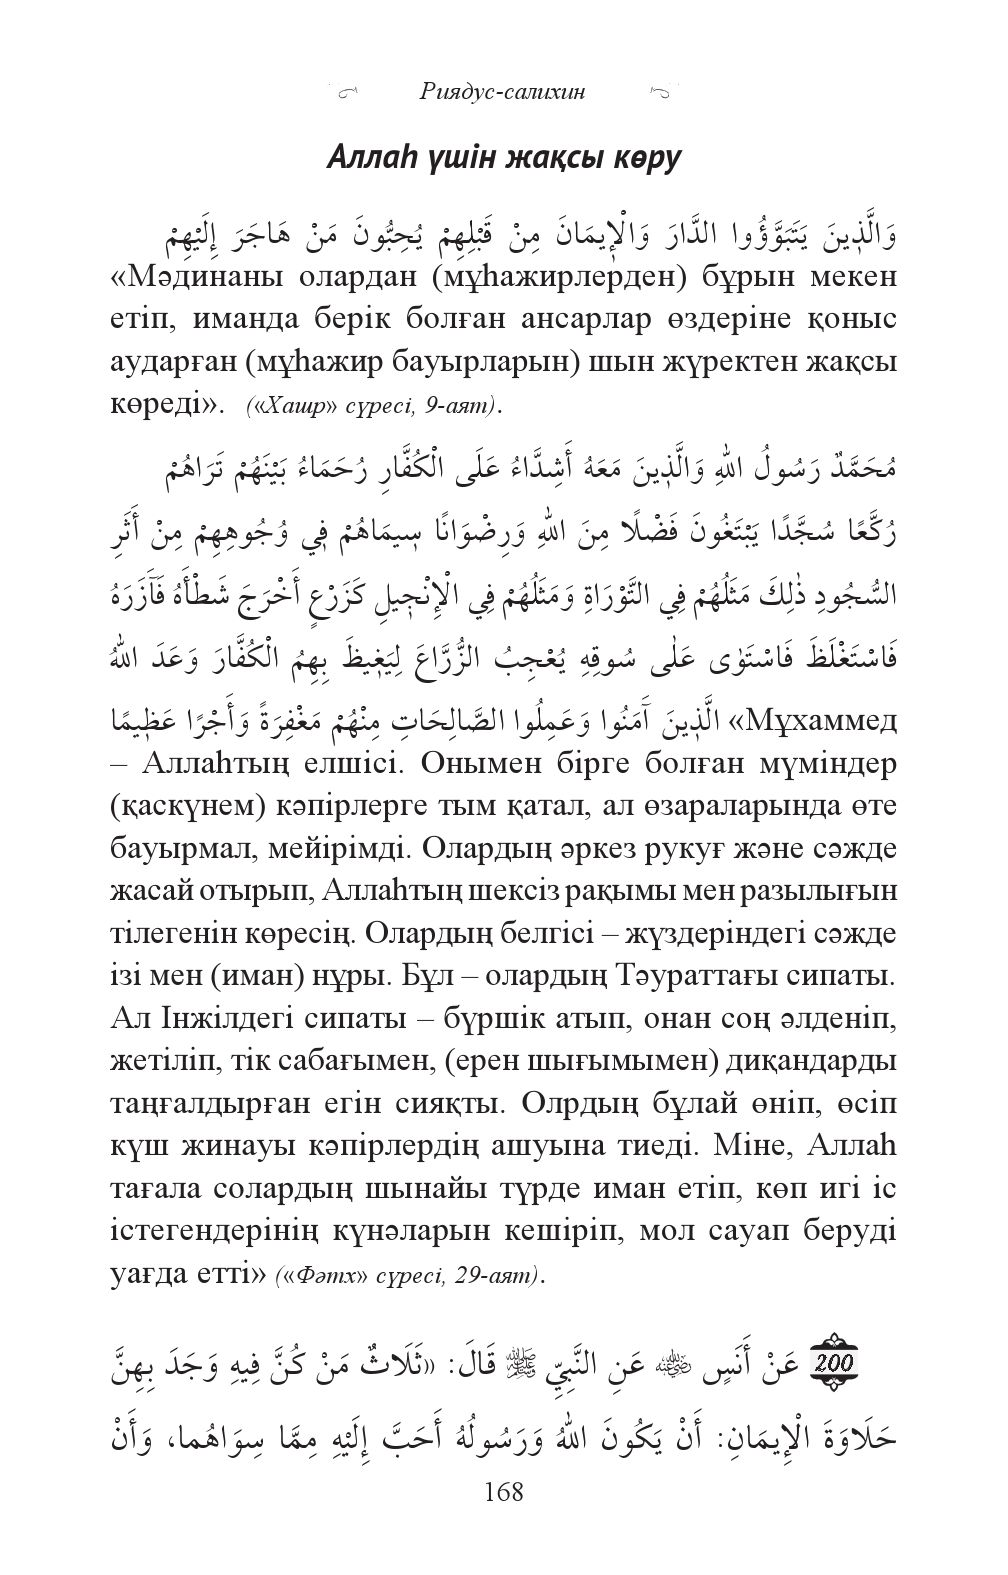 Риядус-салихин
Аллаһ үшін жақсы көру
وَالَّذِينَ يَتَبَوَّؤُوا الدَّارَ وَالْإِيمَانَ مِنْ قَبْلِهِمْ يُحِبُّونَ مَنْ هَاجَرَ إِلَيْهِمْ
«Мәдинаны олардан (мұһажирлерден) бұрын мекен
етіп, иманда берік болған ансарлар өздеріне қоныс
аударған (мұһажир бауырларын) шын жүректен жақсы
көреді». («Хашр» сүресі, 9-аят).
مُحَمَّدٌ رَسُولُ اللهِ وَالَّذِينَ مَعَهُ أَشِدَّاءُ عَلَى الْكُفَّارِ رُحَمَاءُ بَيْنَهُمْ تَرَاهُمْ
رُكَّعًا سُجَّدًا يَبْتَغُونَ فَضْلًا مِنَ اللهِ وَرِضْوَانًا سِيمَاهُمْ فِي وُجُوهِهِمْ مِنْ أَثَرِ
السُّجُودِ ذٰلِكَ مَثَلُهُمْ فِي التَّوْرَاةِ وَمَثَلُهُمْ فِي الْإِنْجِيلِ كَزَرْعٍ أَخْرَجَ شَطْأَهُ فَآزَرَهُ
فَاسْتَغْلَظَ فَاسْتَوٰى عَلٰى سُوقِهِ يُعْجِبُ الزُّرَّاعَ لِيَغِيظَ بِهِمُ الْكُفَّارَ وَعَدَ اللهُ
الَّذِينَ آمَنُوا وَعَمِلُوا الصَّالِحَاتِ مِنْهُمْ مَغْفِرَةً وَأَجْرًا عَظِيمًا «Мұхаммед
– Аллаһтың елшісі. Онымен бірге болған мүміндер
(қаскүнем) кәпірлерге тым қатал, ал өзараларында өте
бауырмал, мейірімді. Олардың әркез рукуғ және сәжде
жасай отырып, Аллаһтың шексіз рақымы мен разылығын
тілегенін көресің. Олардың белгісі – жүздеріндегі сәжде
ізі мен (иман) нұры. Бұл – олардың Тәураттағы сипаты.
Ал Інжілдегі сипаты – бүршік атып, онан соң әлденіп,
жетіліп, тік сабағымен, (ерен шығымымен) диқандарды
таңғалдырған егін сияқты. Олрдың бұлай өніп, өсіп
күш жинауы кәпірлердің ашуына тиеді. Міне, Аллаһ
тағала солардың шынайы түрде иман етіп, көп игі іс
істегендерінің күнәларын кешіріп, мол сауап беруді
уағда етті» («Фәтх» сүресі, 29-аят).
200 عَنْ أَنَسٍ ﷺ عَنِ النَّبِيِّ ﷺ قَالَ: «ثَلَاثٌ مَنْ كُنَّ فِيهِ وَجَدَ بِهِنَّ
حَلَاوَةَ الْإِيمَانِ: أَنْ يَكُونَ اللهُ وَرَسُولُهُ أَحَبَّ إِلَيْهِ مِمَّا سِوَاهُما، وَأَنْ
168